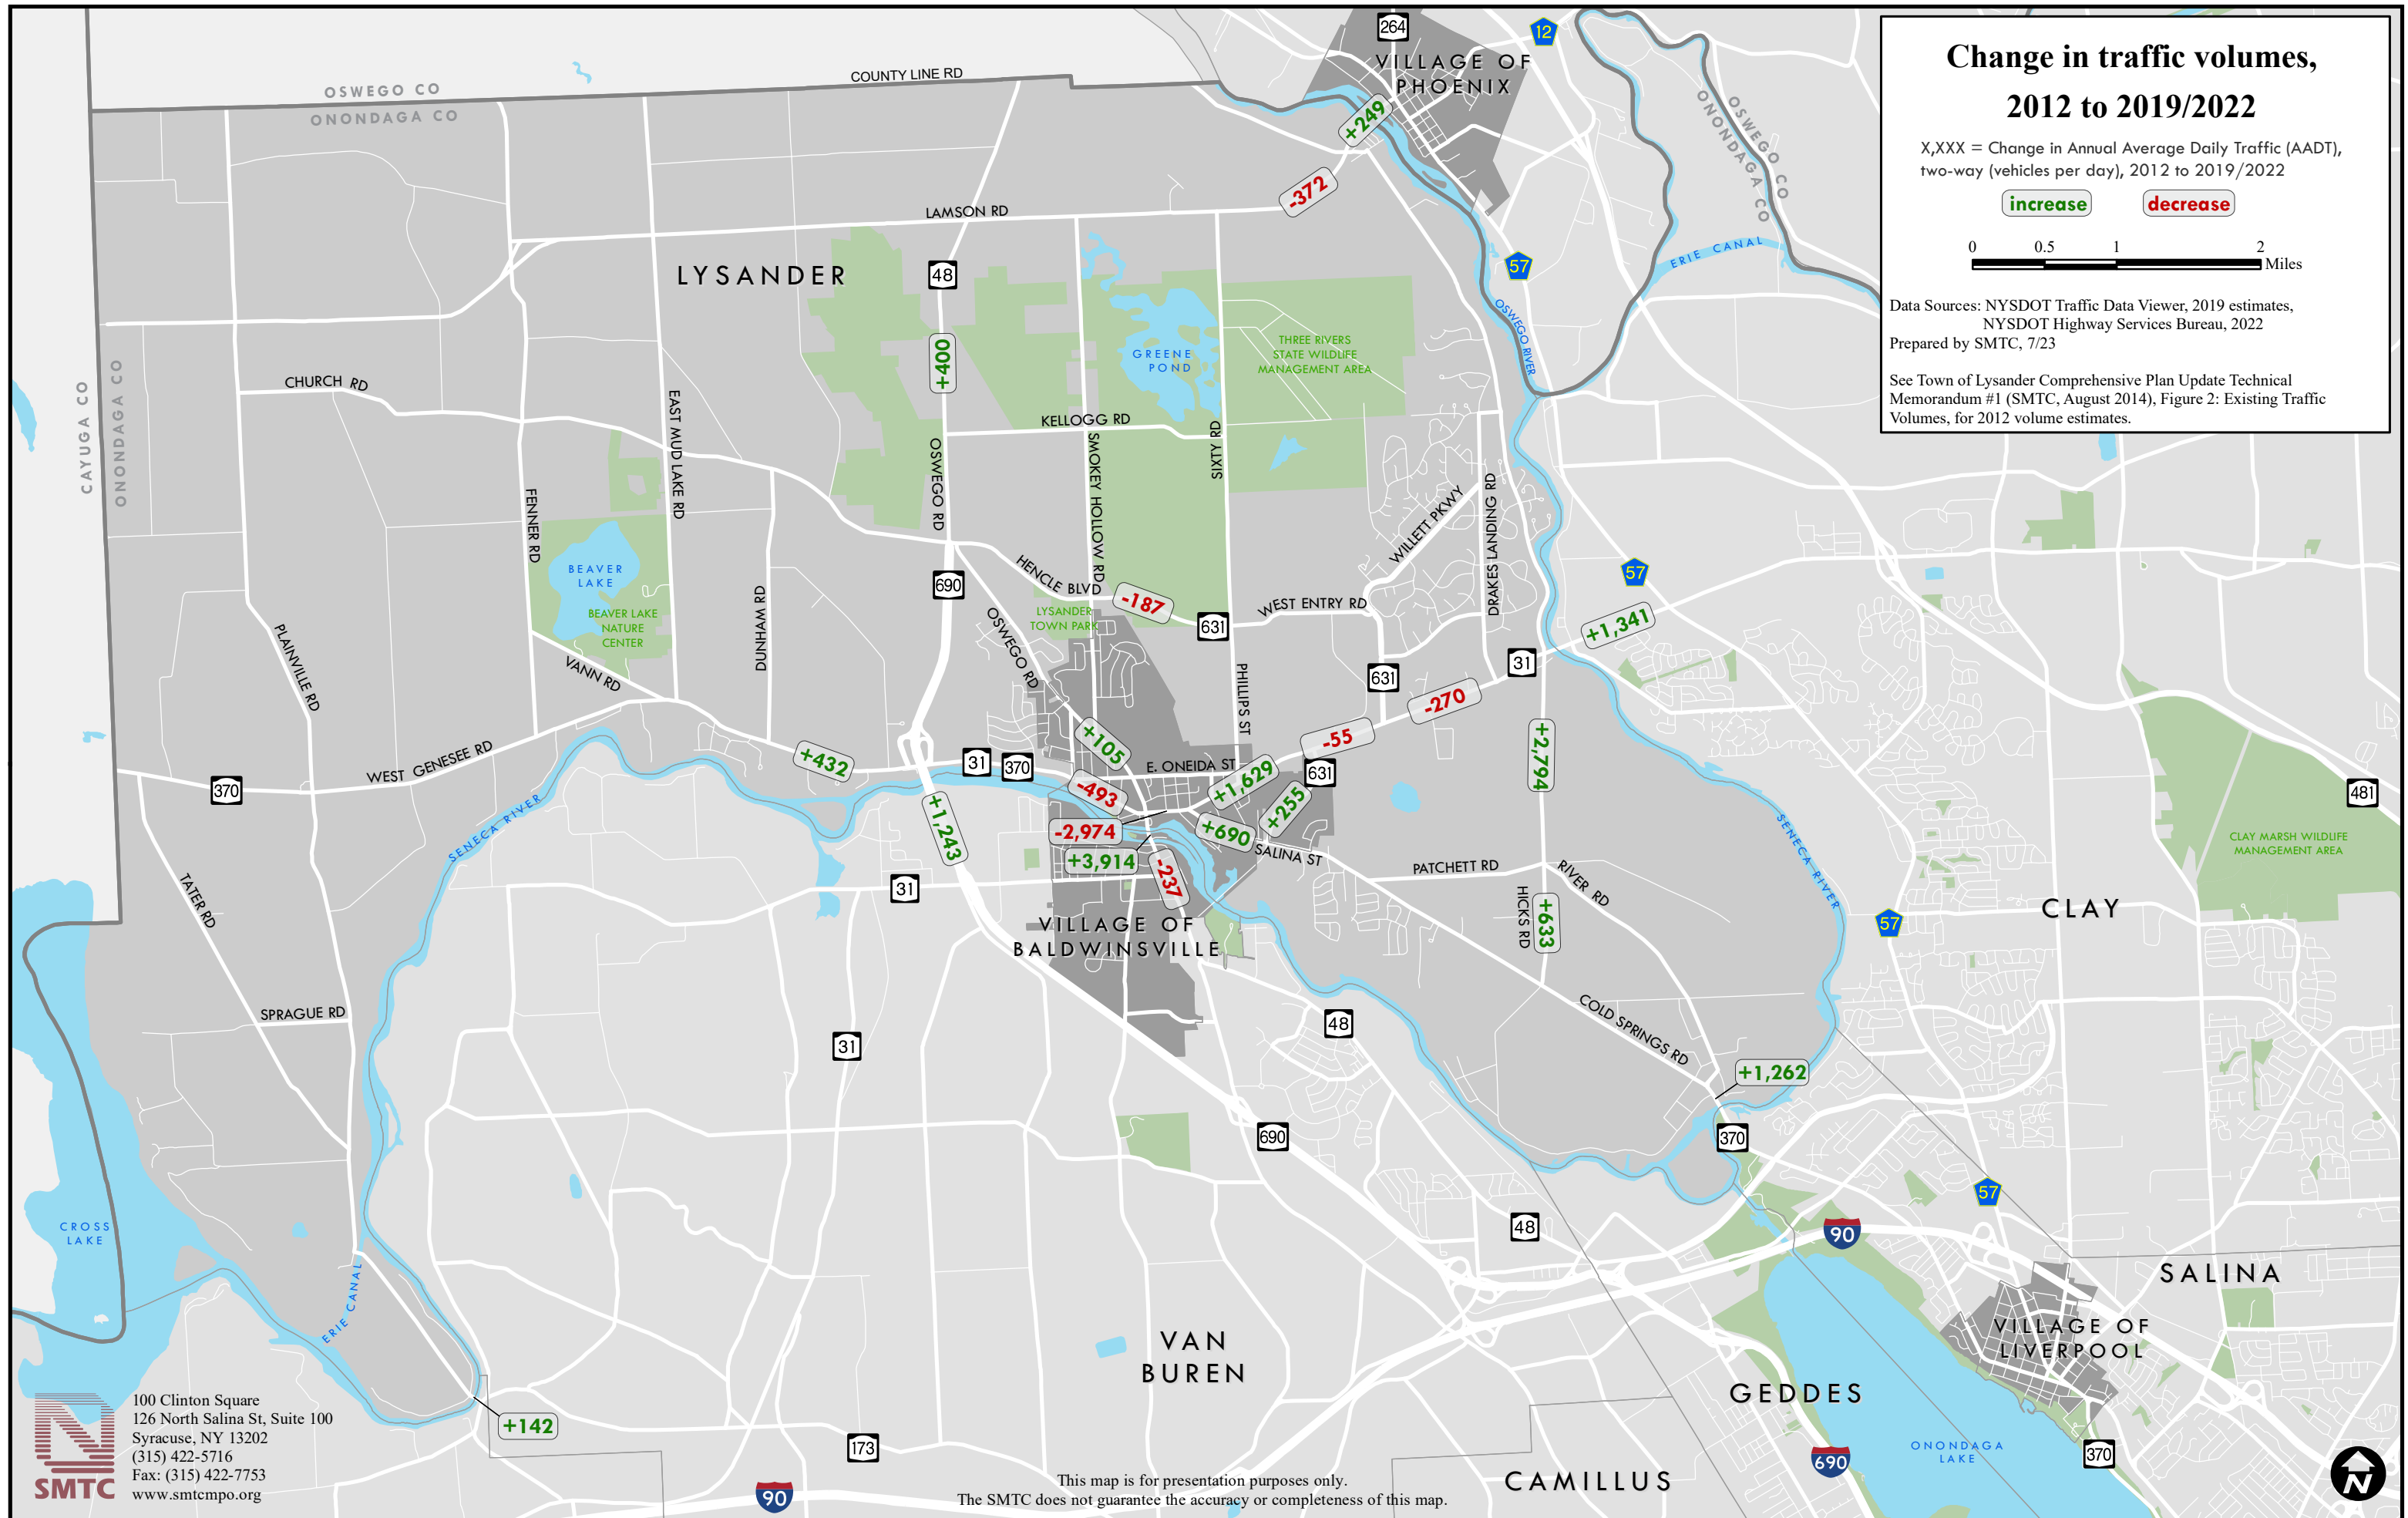 Change in traffic volumes,
2012 to 2019/2022
X,XXX = Change in Annual Average Daily Traffic (AADT),
two-way (vehicles per day), 2012 to 2019/2022
increase
decrease
0 0.5 1 2
Miles
Data Sources: NYSDOT Traffic Data Viewer, 2019 estimates,
NYSDOT Highway Services Bureau, 2022
Prepared by SMTC, 7/23
See Town of Lysander Comprehensive Plan Update Technical
Memorandum #1 (SMTC, August 2014), Figure 2: Existing Traffic
Volumes, for 2012 volume estimates.
264
12
VILLAGE OF
PHOENIX
COUNTY LINE RD
OSWEGO CO
ONONDAGA CO
OSWEGO CO
ONONDAGA CO
+249
-372
LAMSON RD
ERIE CANAL
57
LYSANDER
48
OSWEGO RIVER
+400
GREENE
POND
THREE RIVERS
STATE WILDLIFE
MANAGEMENT AREA
CAYUGA CO
ONONDAGA CO
CHURCH RD
EAST MUD LAKE RD
KELLOGG RD
OSWEGO RD
SMOKEY HOLLOW RD
SIXTY RD
FENNER RD
WILLETT PKWY
DRAKES LANDING RD
BEAVER
LAKE
BEAVER LAKE
NATURE
CENTER
690
HENCLE BLVD
-187
57
LYSANDER
TOWN PARK
631
WEST ENTRY RD
+1,341
DUNHAM RD
OSWEGO RD
PLAINVILLE RD
VANN RD
PHILLIPS ST
631
31
-270
-55
+105
+2,794
WEST GENESEE RD
+432
31
370
E. ONEIDA ST
631
370
-493
+1,629
+255
481
+1,243
-2,974
+690
SENECA RIVER
SENECA RIVER
+3,914
-237
SALINA ST
PATCHETT RD
RIVER RD
CLAY MARSH WILDLIFE
MANAGEMENT AREA
TATER RD
31
HICKS RD
+633
57
CLAY
VILLAGE OF
BALDWINSVILLE
SPRAGUE RD
31
48
COLD SPRINGS RD
+1,262
690
370
CROSS
LAKE
48
57
90
SALINA
ERIE CANAL
VAN
BUREN
VILLAGE OF
LIVERPOOL
GEDDES
+142
173
90
CAMILLUS
690
ONONDAGA
LAKE
370
N
SMTC
100 Clinton Square
126 North Salina St, Suite 100
Syracuse, NY 13202
(315) 422-5716
Fax: (315) 422-7753
www.smtcmpo.org
This map is for presentation purposes only.
The SMTC does not guarantee the accuracy or completeness of this map.